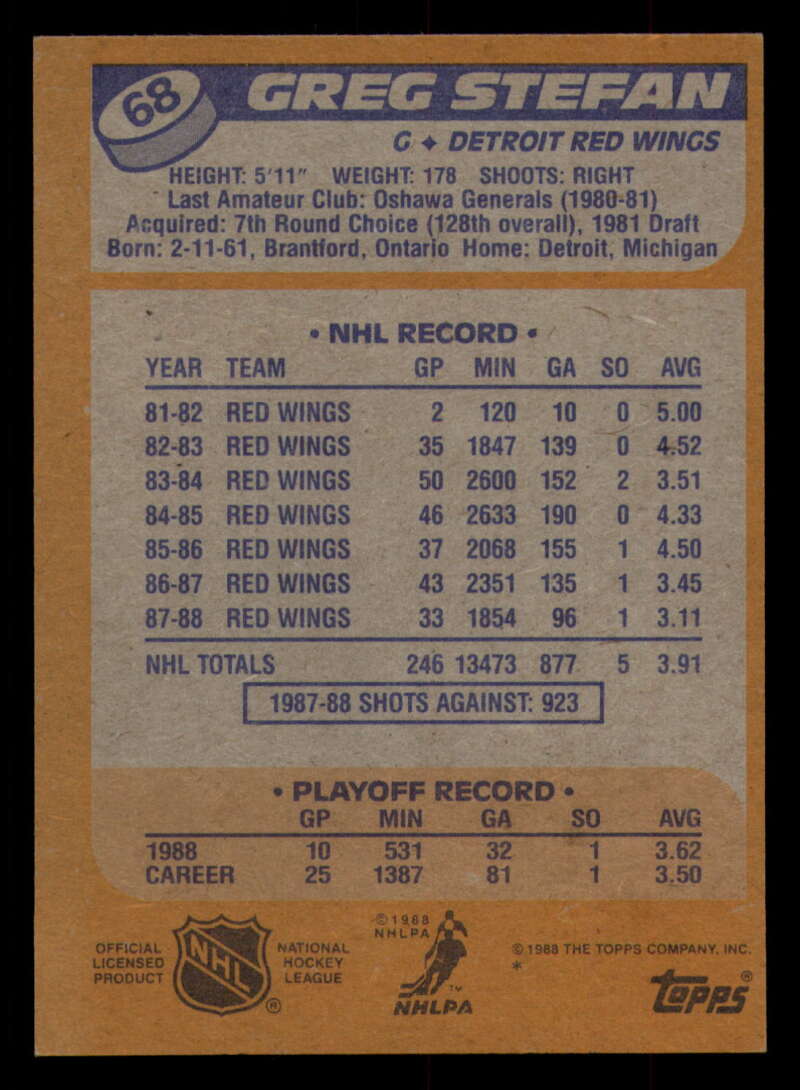 68
GREG STEFAN
G ♦ DETROIT RED WINGS
HEIGHT: 5'11" WEIGHT: 178 SHOOTS: RIGHT
Last Amateur Club: Oshawa Generals (1980-81)
Acquired: 7th Round Choice (128th overall), 1981 Draft
Born: 2-11-61, Brantford, Ontario Home: Detroit, Michigan
• NHL RECORD •
YEAR TEAM GP MIN GA SO AVG
81-82 RED WINGS 2 120 10 0 5.00
82-83 RED WINGS 35 1847 139 0 4.52
83-84 RED WINGS 50 2600 152 2 3.51
84-85 RED WINGS 46 2633 190 0 4.33
85-86 RED WINGS 37 2068 155 1 4.50
86-87 RED WINGS 43 2351 135 1 3.45
87-88 RED WINGS 33 1854 96 1 3.11
NHL TOTALS 246 13473 877 5 3.91
1987-88 SHOTS AGAINST: 923
• PLAYOFF RECORD •
GP MIN GA SO AVG
1988 10 531 32 1 3.62
CAREER 25 1387 81 1 3.50
OFFICIAL LICENSED PRODUCT
NHL ®
NATIONAL HOCKEY LEAGUE
© 1988 NHLPA
™
NHLPA
© 1988 THE TOPPS COMPANY, INC.
*
topps ®